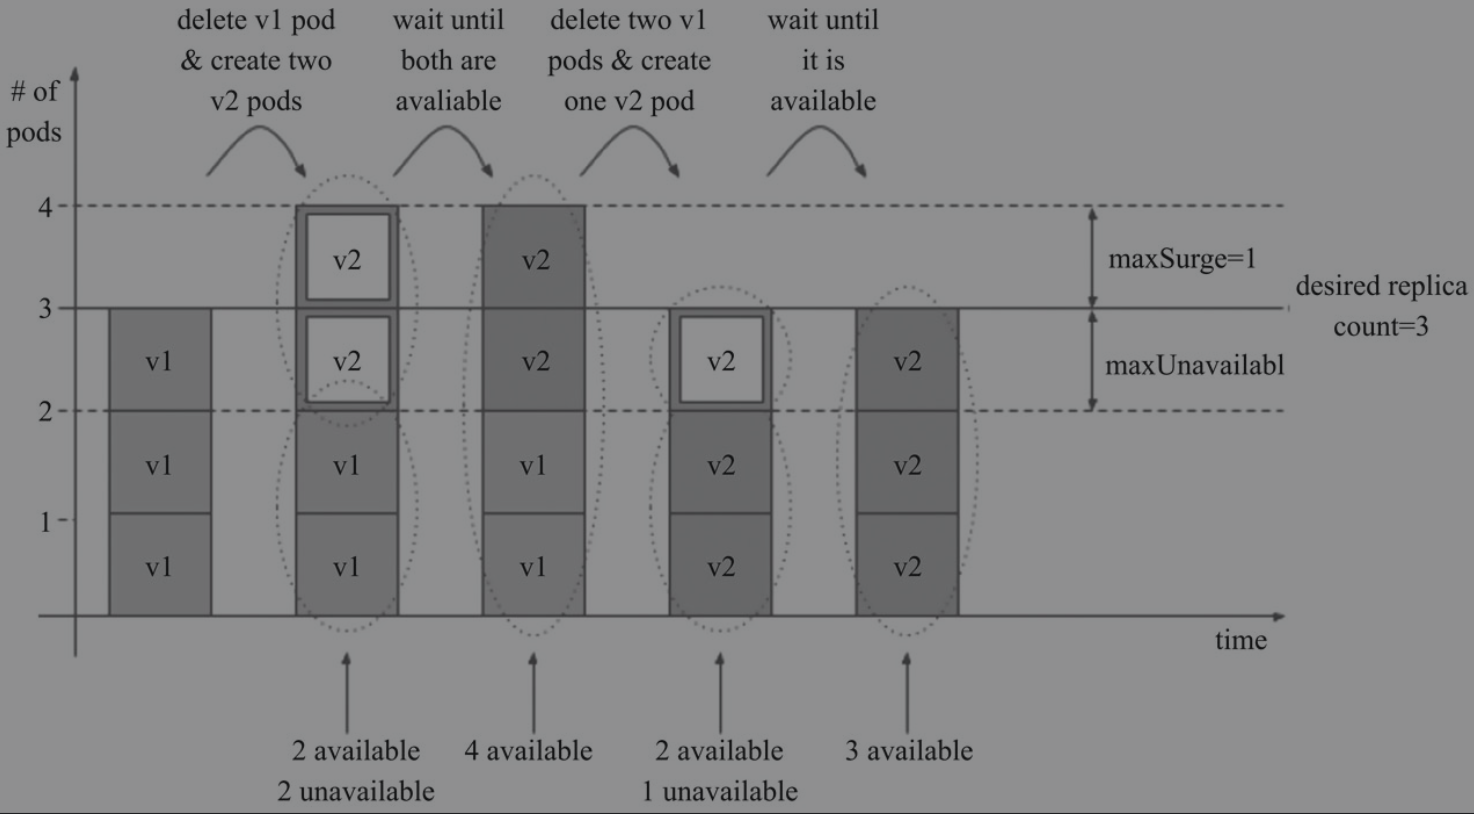 delete v1 pod
& create two
v2 pods
wait until
both are
avaliable
delete two v1
pods & create
one v2 pod
wait until
it is
available
# of
pods
4
3
2
1
v1
v1
v1
v2
v2
v1
v1
v2
v2
v1
v1
v2
v2
v2
v2
v2
v2
maxSurge=1
maxUnavailabl
desired replica
count=3
time
2 available
2 unavailable
4 available
2 available
1 unavailable
3 available